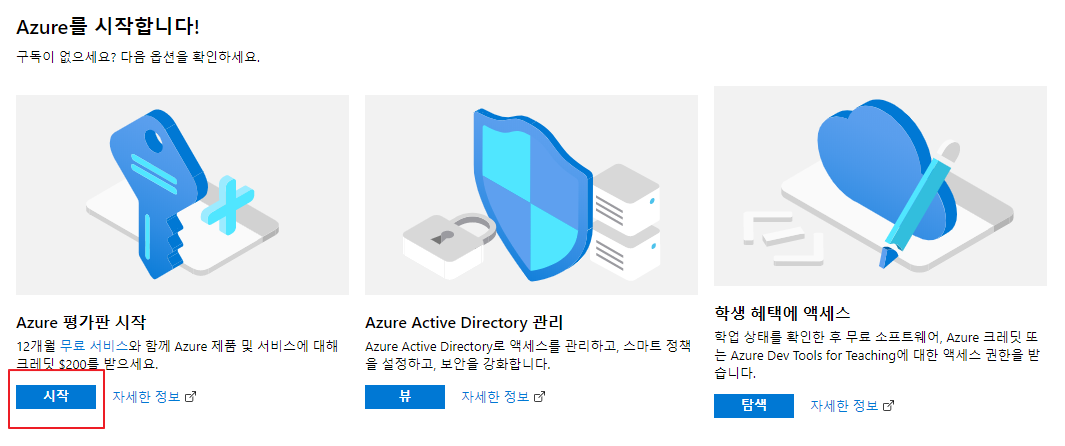 Azure를 시작합니다!
구독이 없으세요? 다음 옵션을 확인하세요.
Azure 평가판 시작
12개월 무료 서비스와 함께 Azure 제품 및 서비스에 대해
크레딧 $200를 받으세요.
시작 자세한 정보
Azure Active Directory 관리
Azure Active Directory로 액세스를 관리하고, 스마트 정책
을 설정하고, 보안을 강화합니다.
뷰 자세한 정보
학생 혜택에 액세스
학업 상태를 확인한 후 무료 소프트웨어, Azure 크레딧 또
는 Azure Dev Tools for Teaching에 대한 액세스 권한을 받
습니다.
탐색 자세한 정보